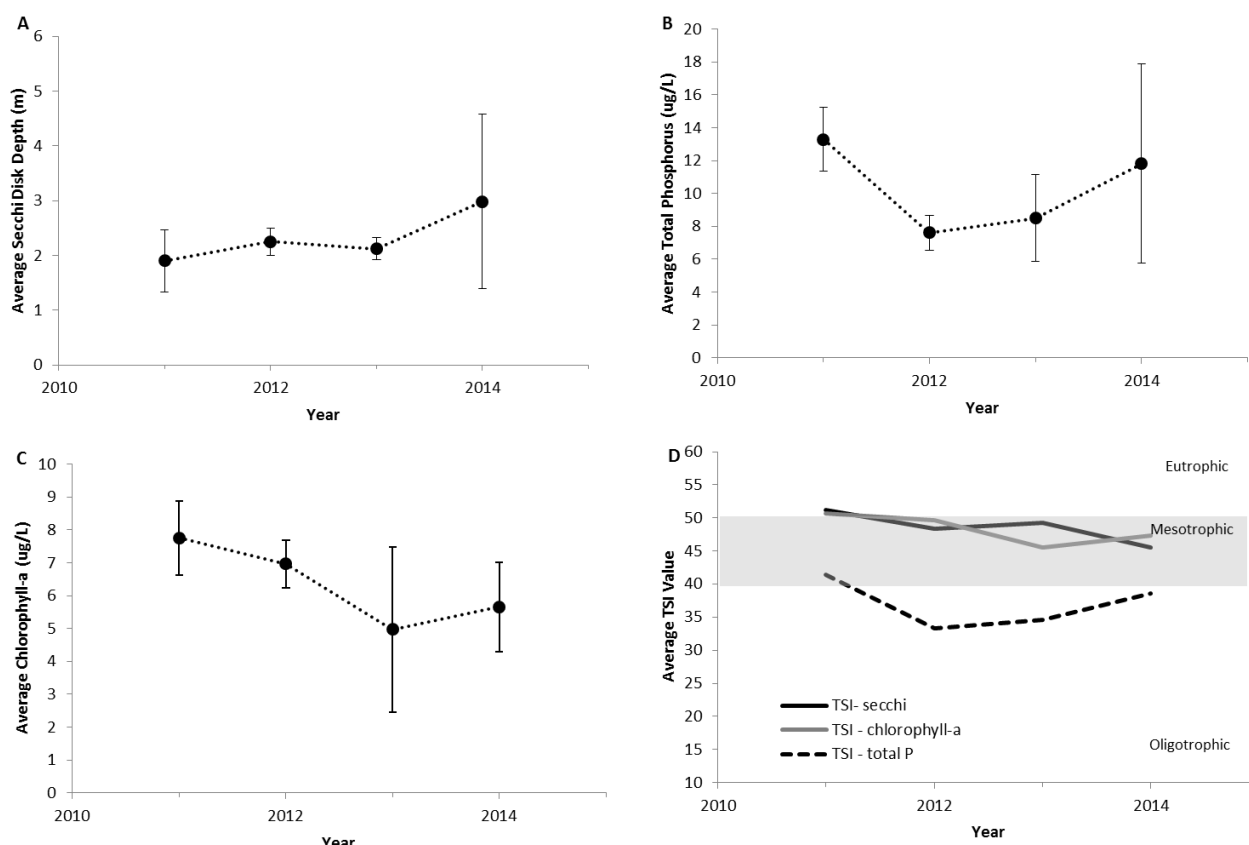 A
6
5
4
3
2
1
0
Average Secchi Disk Depth (m)
2010
2012
2014
Year
B
20
18
16
14
12
10
8
6
4
2
0
Average Total Phosphorus (ug/L)
2010
2012
2014
Year
C
10
9
8
7
6
5
4
3
2
1
0
Average Chlorophyll-a (ug/L)
2010
2012
2014
Year
D
60
55
50
45
40
35
30
25
20
15
10
Average TSI Value
Eutrophic
Mesotrophic
Oligotrophic
TSI- secchi
TSI - chlorophyll-a
TSI - total P
2010
2012
2014
Year